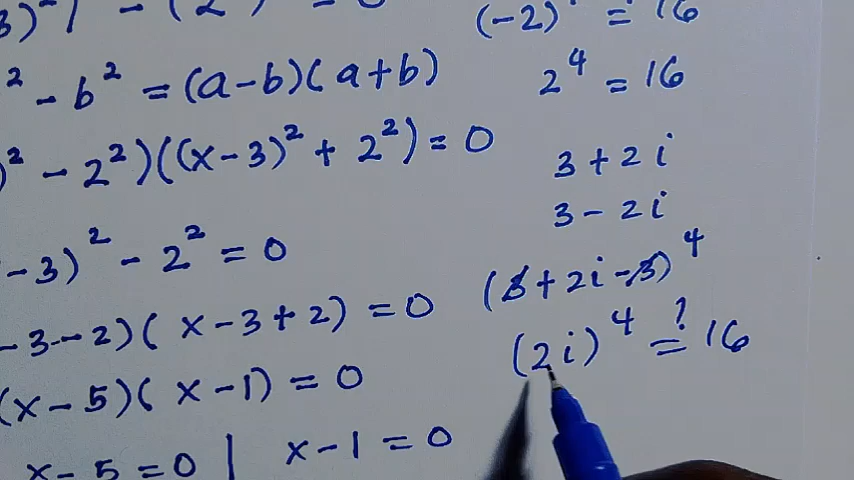 3)²] - (2)² = 0
² - b² = (a-b)(a+b)
)² - 2²)((x-3)² + 2²) = 0
-3)² - 2² = 0
-3-2)(x-3+2) = 0
(x-5)(x-1) = 0
x-5=0 | x-1=0
(-2)⁴ = 16
2⁴ = 16
3+2i
3-2i
(3+2i-3)⁴
(2i)⁴ ?= 16